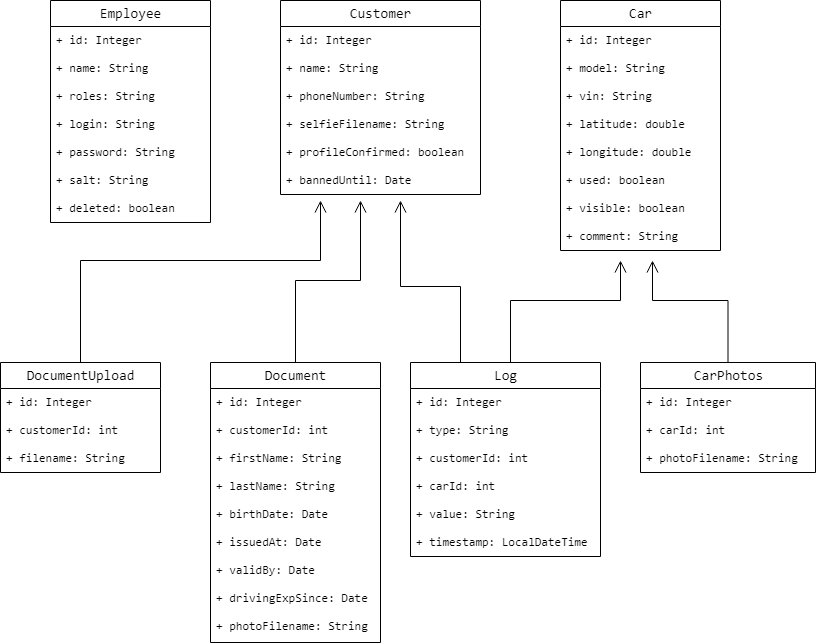 Employee
+ id: Integer
+ name: String
+ roles: String
+ login: String
+ password: String
+ salt: String
+ deleted: boolean
Customer
+ id: Integer
+ name: String
+ phoneNumber: String
+ selfieFilename: String
+ profileConfirmed: boolean
+ bannedUntil: Date
Car
+ id: Integer
+ model: String
+ vin: String
+ latitude: double
+ longitude: double
+ used: boolean
+ visible: boolean
+ comment: String
DocumentUpload
+ id: Integer
+ customerId: int
+ filename: String
Document
+ id: Integer
+ customerId: int
+ firstName: String
+ lastName: String
+ birthDate: Date
+ issuedAt: Date
+ validBy: Date
+ drivingExpSince: Date
+ photoFilename: String
Log
+ id: Integer
+ type: String
+ customerId: int
+ carId: int
+ value: String
+ timestamp: LocalDateTime
CarPhotos
+ id: Integer
+ carId: int
+ photoFilename: String